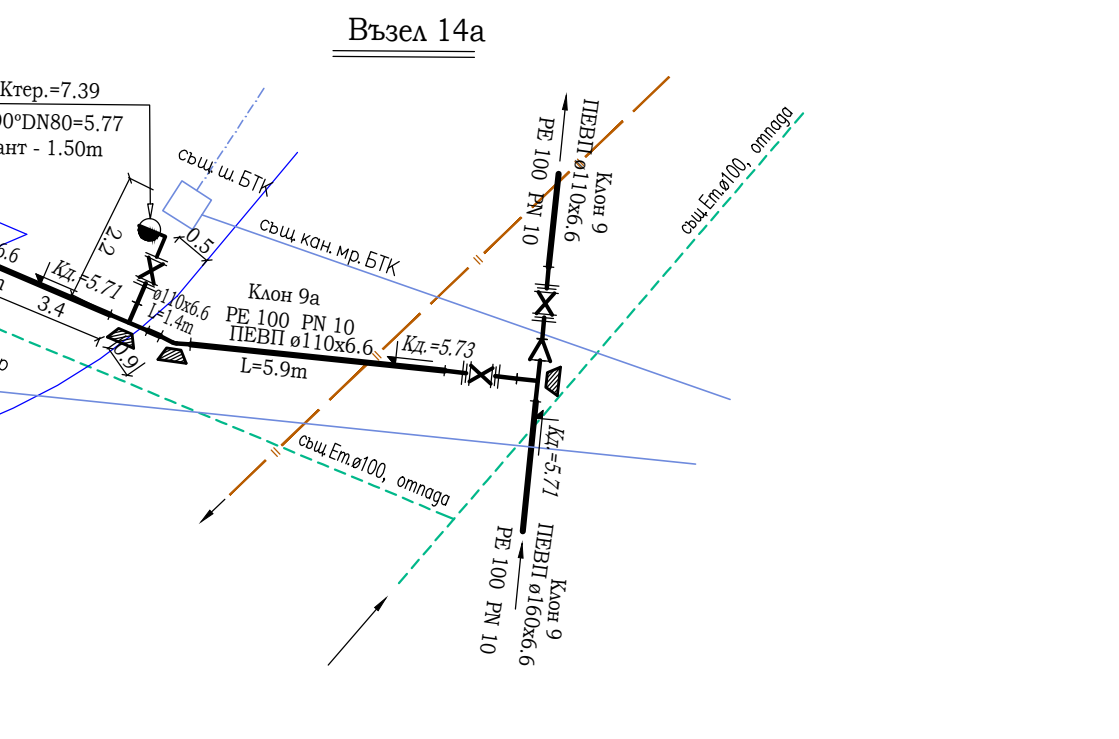 Възел 14а
Ктер.=7.39
90°DN80=5.77
ант - 1.50m
същ. ш. БТК
същ. кан. мр. БТК
2.2
0.5
6.6
Кд.=5.71
3.4
ø110x6.6
L=1.4m
0.9
Клон 9а
PE 100 PN 10
ПЕВП ø110x6.6
L=5.9m
Кд.=5.73
Клон 9
ПЕВП ø110x6.6
PE 100 PN 10
същ.Ет.ø100, отпада
същ.Ет.ø100, отпада
Кд.=5.71
Клон 9
ПЕВП ø160x6.6
PE 100 PN 10